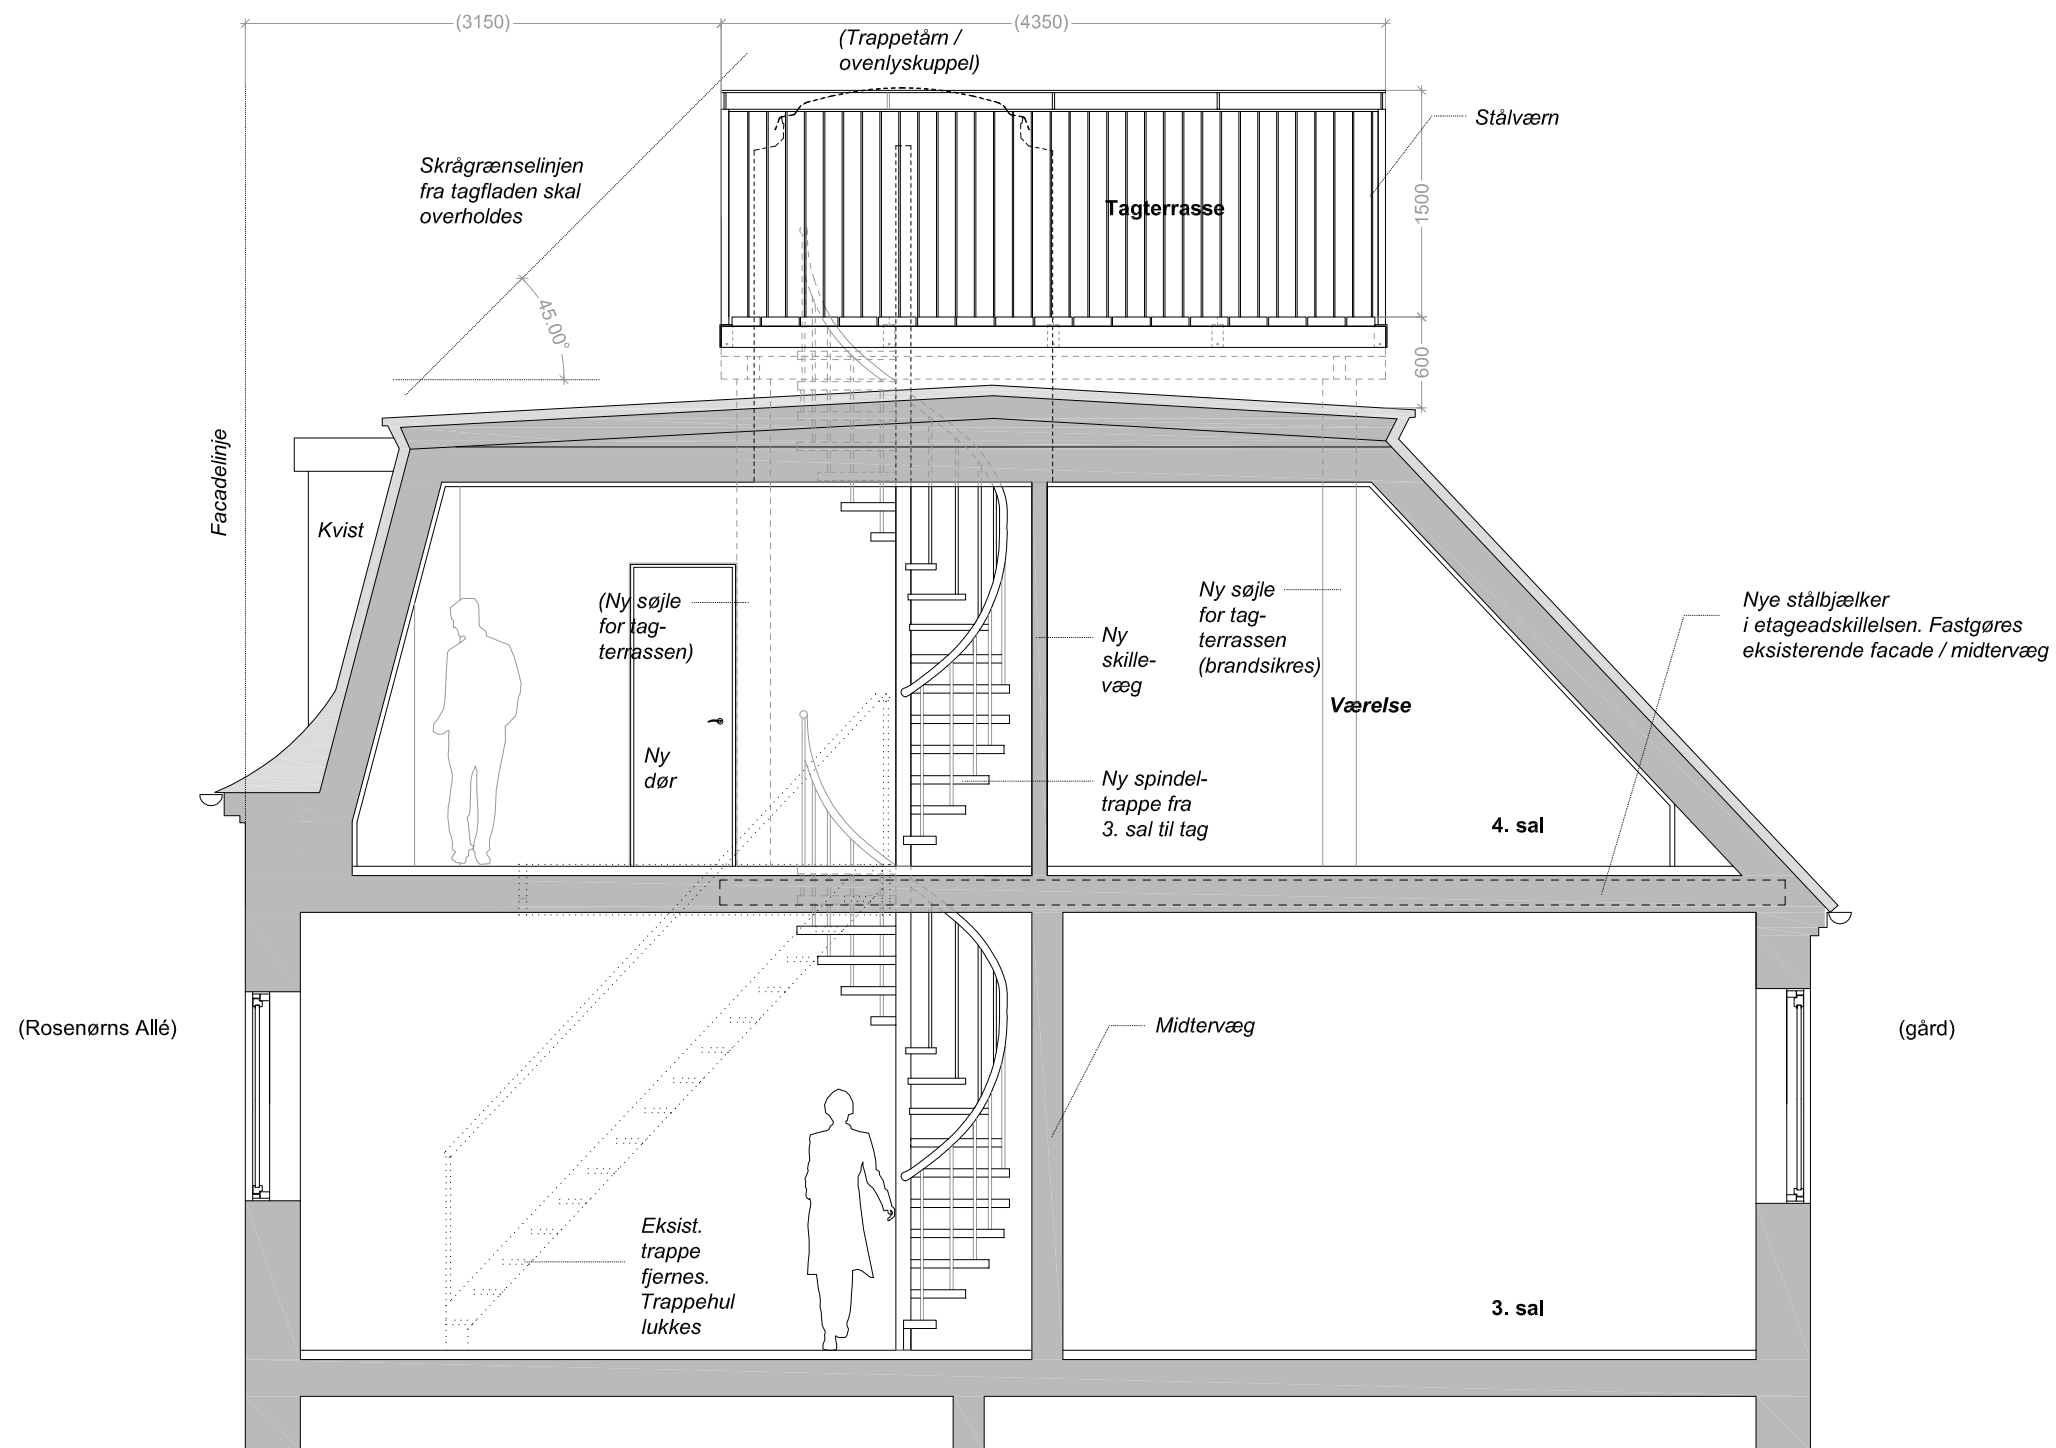 (3150)
(4350)
(Trappetårn /
ovenlyskuppel)
Stålværn
Skrågrænselinjen
fra tagfladen skal
overholdes
1500
Tagterrasse
45.00°
600
Facadelinje
Kvist
(Ny søjle
for tag-
terrassen)
Ny søjle
for tag-
terrassen
(brandsikres)
Nye stålbjælker
i etageadskillelsen. Fastgøres
eksisterende facade / midtervæg
Ny
skille-
væg
Værelse
Ny
dør
Ny spindel-
trappe fra
3. sal til tag
4. sal
(Rosenørns Allé)
Midtervæg
(gård)
Eksist.
trappe
fjernes.
Trappehul
lukkes
3. sal